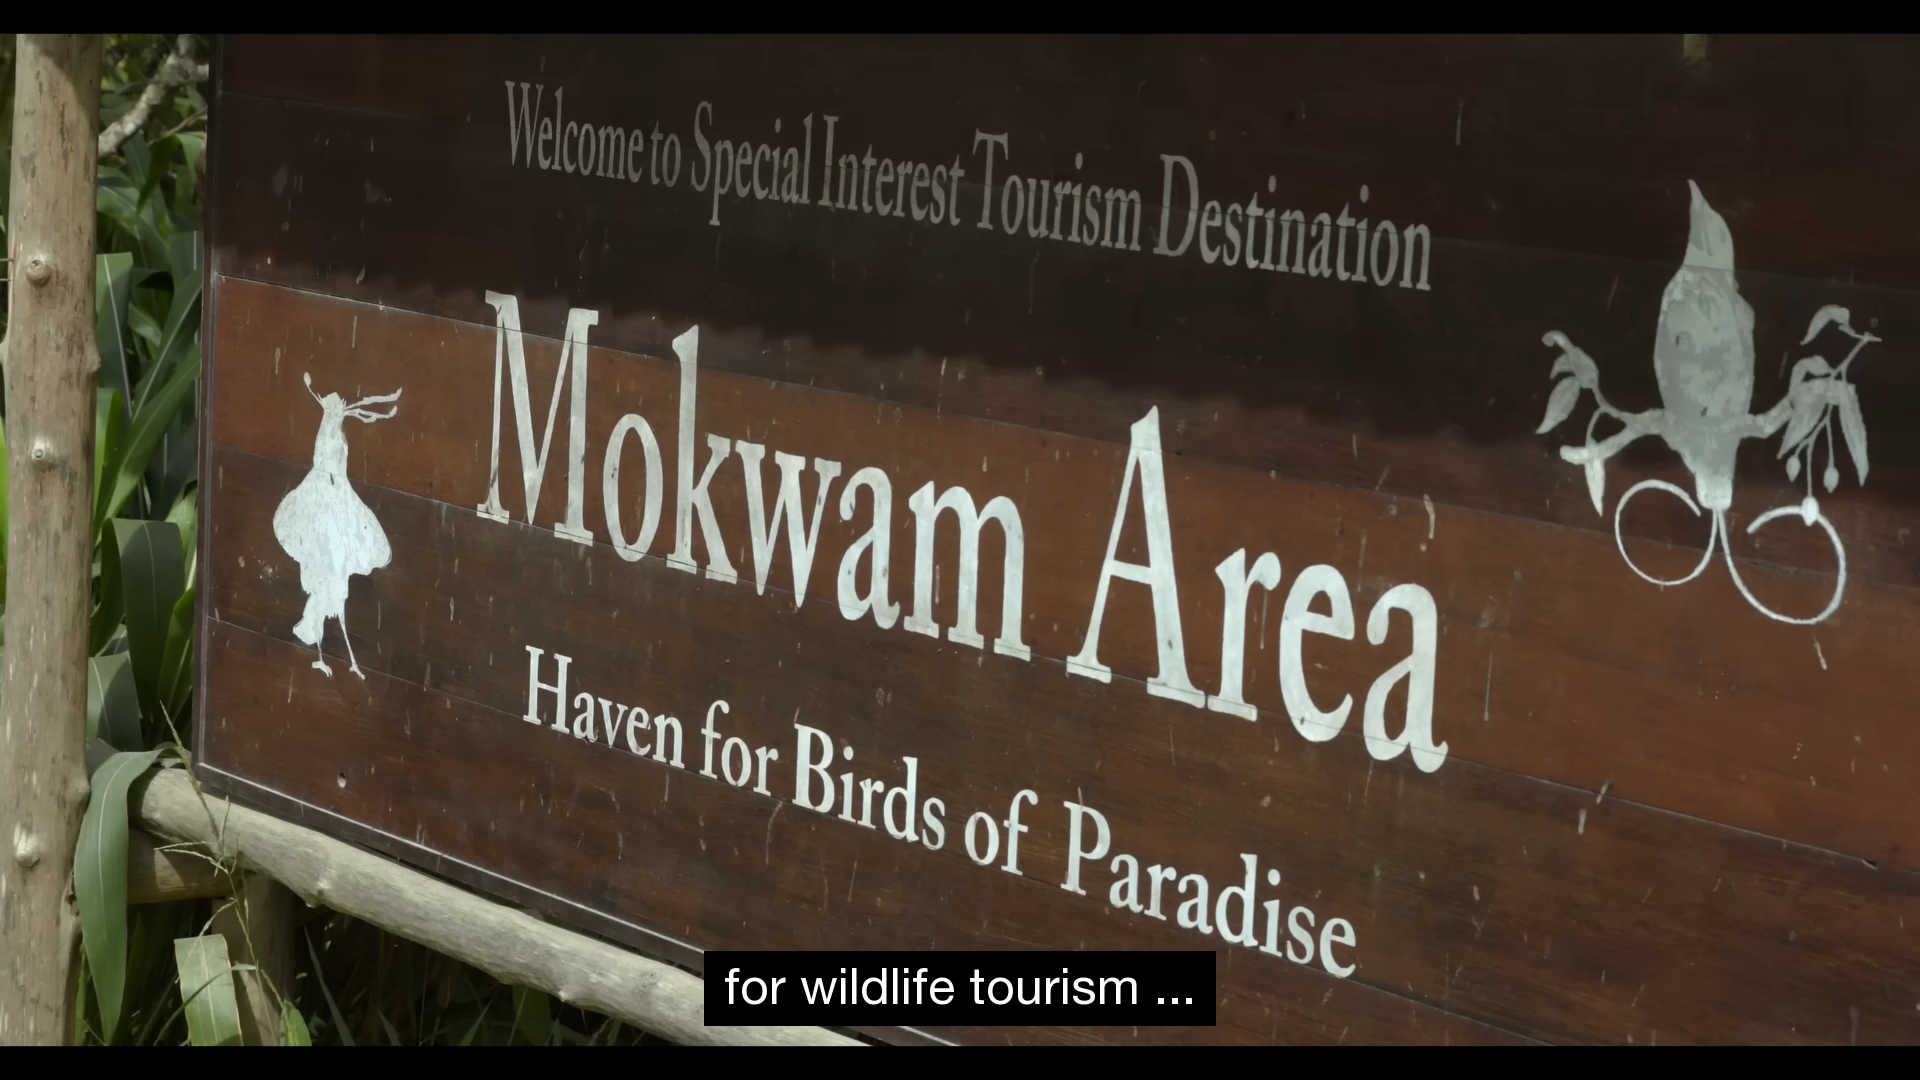 Welcome to Special Interest Tourism Destination
Mokwam Area
Haven for Birds of Paradise
for wildlife tourism ...